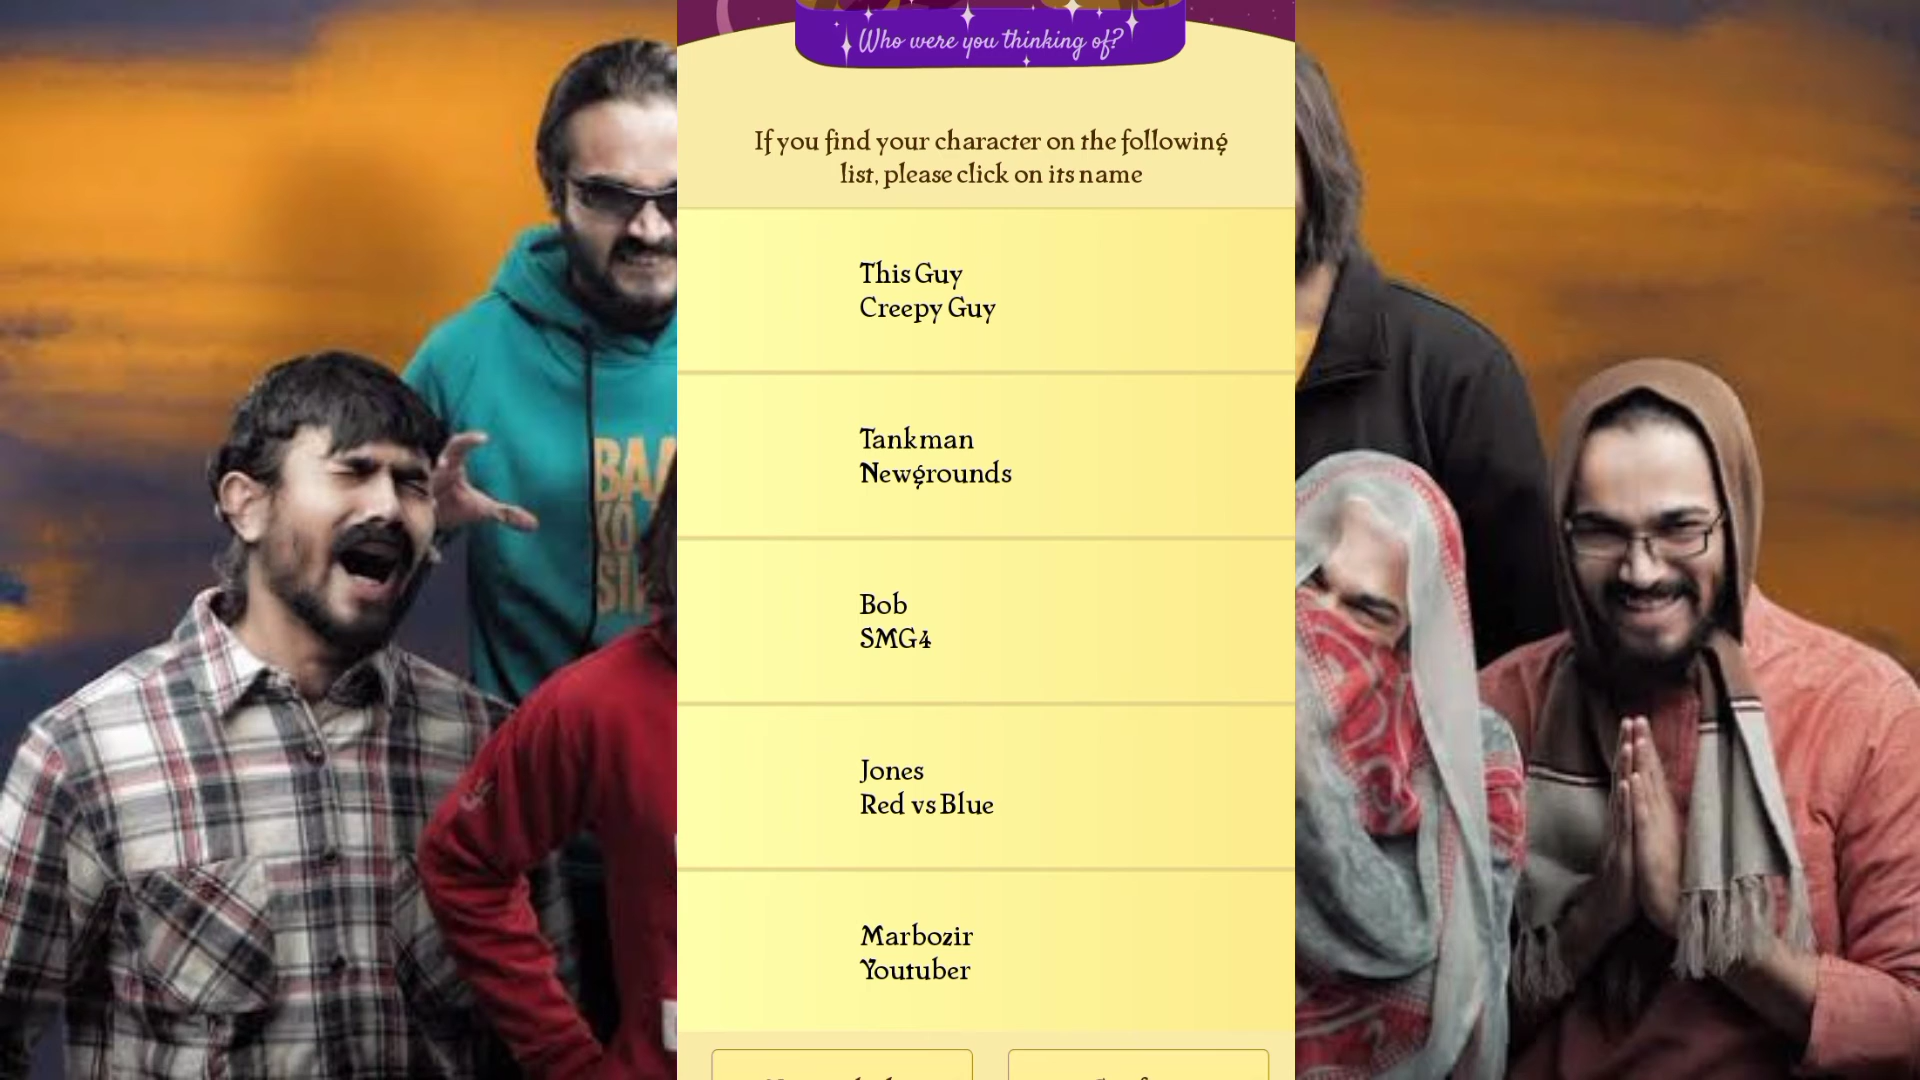 Who were you thinking of?
If you find your character on the following
list, please click on its name
This Guy
Creepy Guy
Tankman
Newgrounds
Bob
SMG4
Jones
Red vs Blue
Marbozir
Youtuber